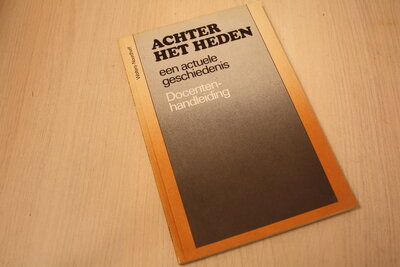 Wolters-Noordhoff
ACHTER
HET HEDEN
een actuele
geschiedenis
Docenten-
handleiding